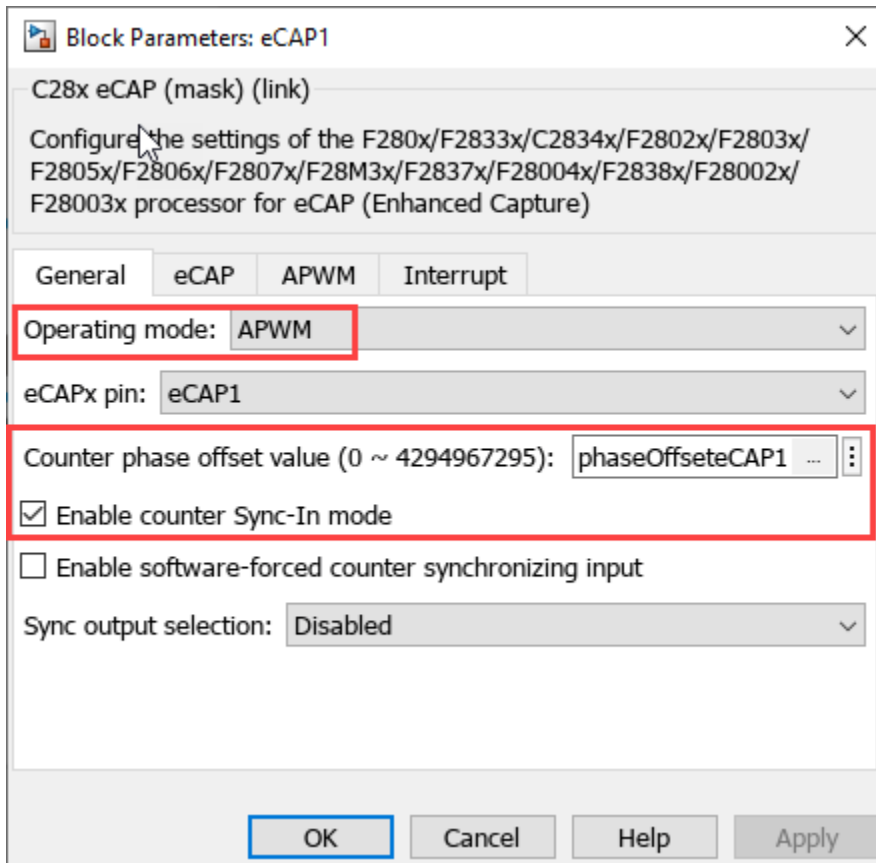 Block Parameters: eCAP1
C28x eCAP (mask) (link)
Configure the settings of the F280x/F2833x/C2834x/F2802x/F2803x/
F2805x/F2806x/F2807x/F28M3x/F2837x/F28004x/F2838x/F28002x/
F28003x processor for eCAP (Enhanced Capture)
General eCAP APWM Interrupt
Operating mode: APWM
eCAPx pin: eCAP1
Counter phase offset value (0 ~ 4294967295): phaseOffseteCAP1 ...
Enable counter Sync-In mode
Enable software-forced counter synchronizing input
Sync output selection: Disabled
OK Cancel Help Apply